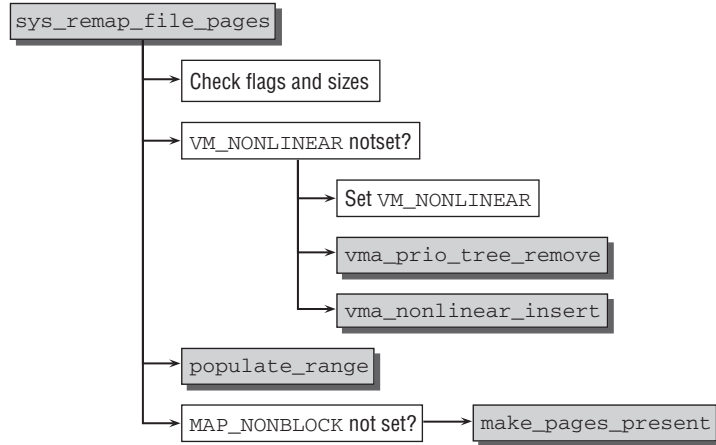 sys_remap_file_pages
Check flags and sizes
VM_NONLINEAR notset?
Set VM_NONLINEAR
vma_prio_tree_remove
vma_nonlinear_insert
populate_range
MAP_NONBLOCK not set?
make_pages_present